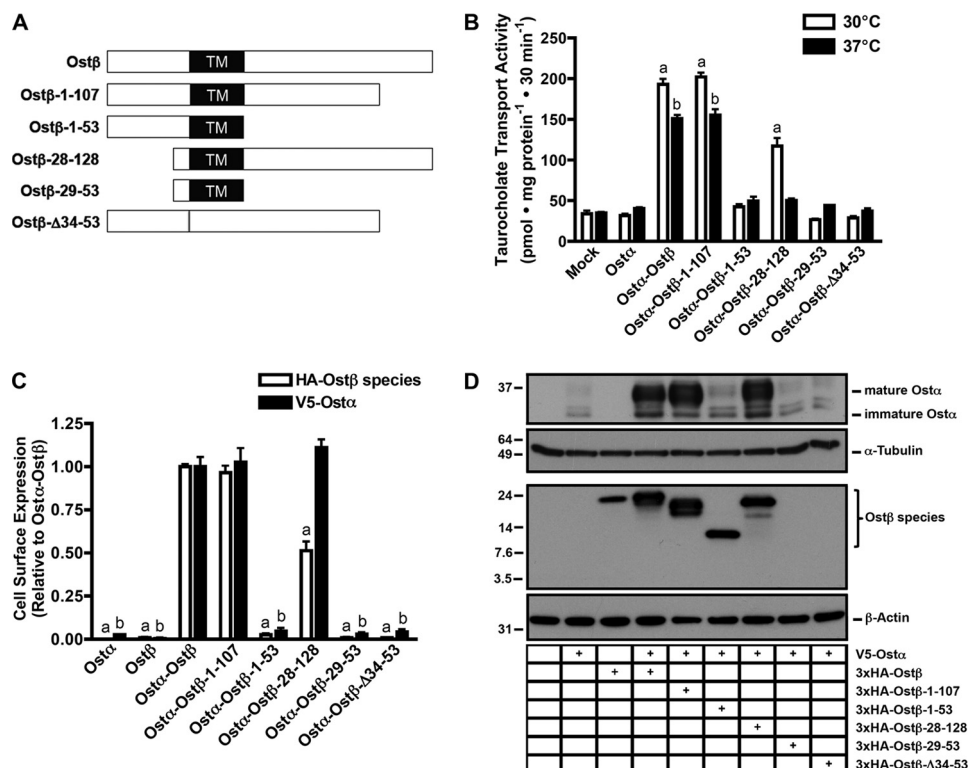 A
Ostβ
TM
Ostβ-1-107
TM
Ostβ-1-53
TM
Ostβ-28-128
TM
Ostβ-29-53
TM
Ostβ-Δ34-53
B
30°C
37°C
Taurocholate Transport Activity
(pmol • mg protein⁻¹ • 30 min⁻¹)
250
200
150
100
50
0
a
b
a
b
a
Mock
Ostα
Ostα-Ostβ
Ostα-Ostβ-1-107
Ostα-Ostβ-1-53
Ostα-Ostβ-28-128
Ostα-Ostβ-29-53
Ostα-Ostβ-Δ34-53
C
HA-Ostβ species
V5-Ostα
Cell Surface Expression
(Relative to Ostα-Ostβ)
1.25
1.00
0.75
0.50
0.25
0.00
a b
a b
a b
a
a b
a b
Ostα
Ostβ
Ostα-Ostβ
Ostα-Ostβ-1-107
Ostα-Ostβ-1-53
Ostα-Ostβ-28-128
Ostα-Ostβ-29-53
Ostα-Ostβ-Δ34-53
D
37
mature Ostα
immature Ostα
64
49
α-Tubulin
24
14
7.6
3.5
Ostβ species
31
β-Actin
+ + + + + + + V5-Ostα
+ + 3xHA-Ostβ
+ 3xHA-Ostβ-1-107
+ 3xHA-Ostβ-1-53
+ 3xHA-Ostβ-28-128
+ 3xHA-Ostβ-29-53
+ 3xHA-Ostβ-Δ34-53